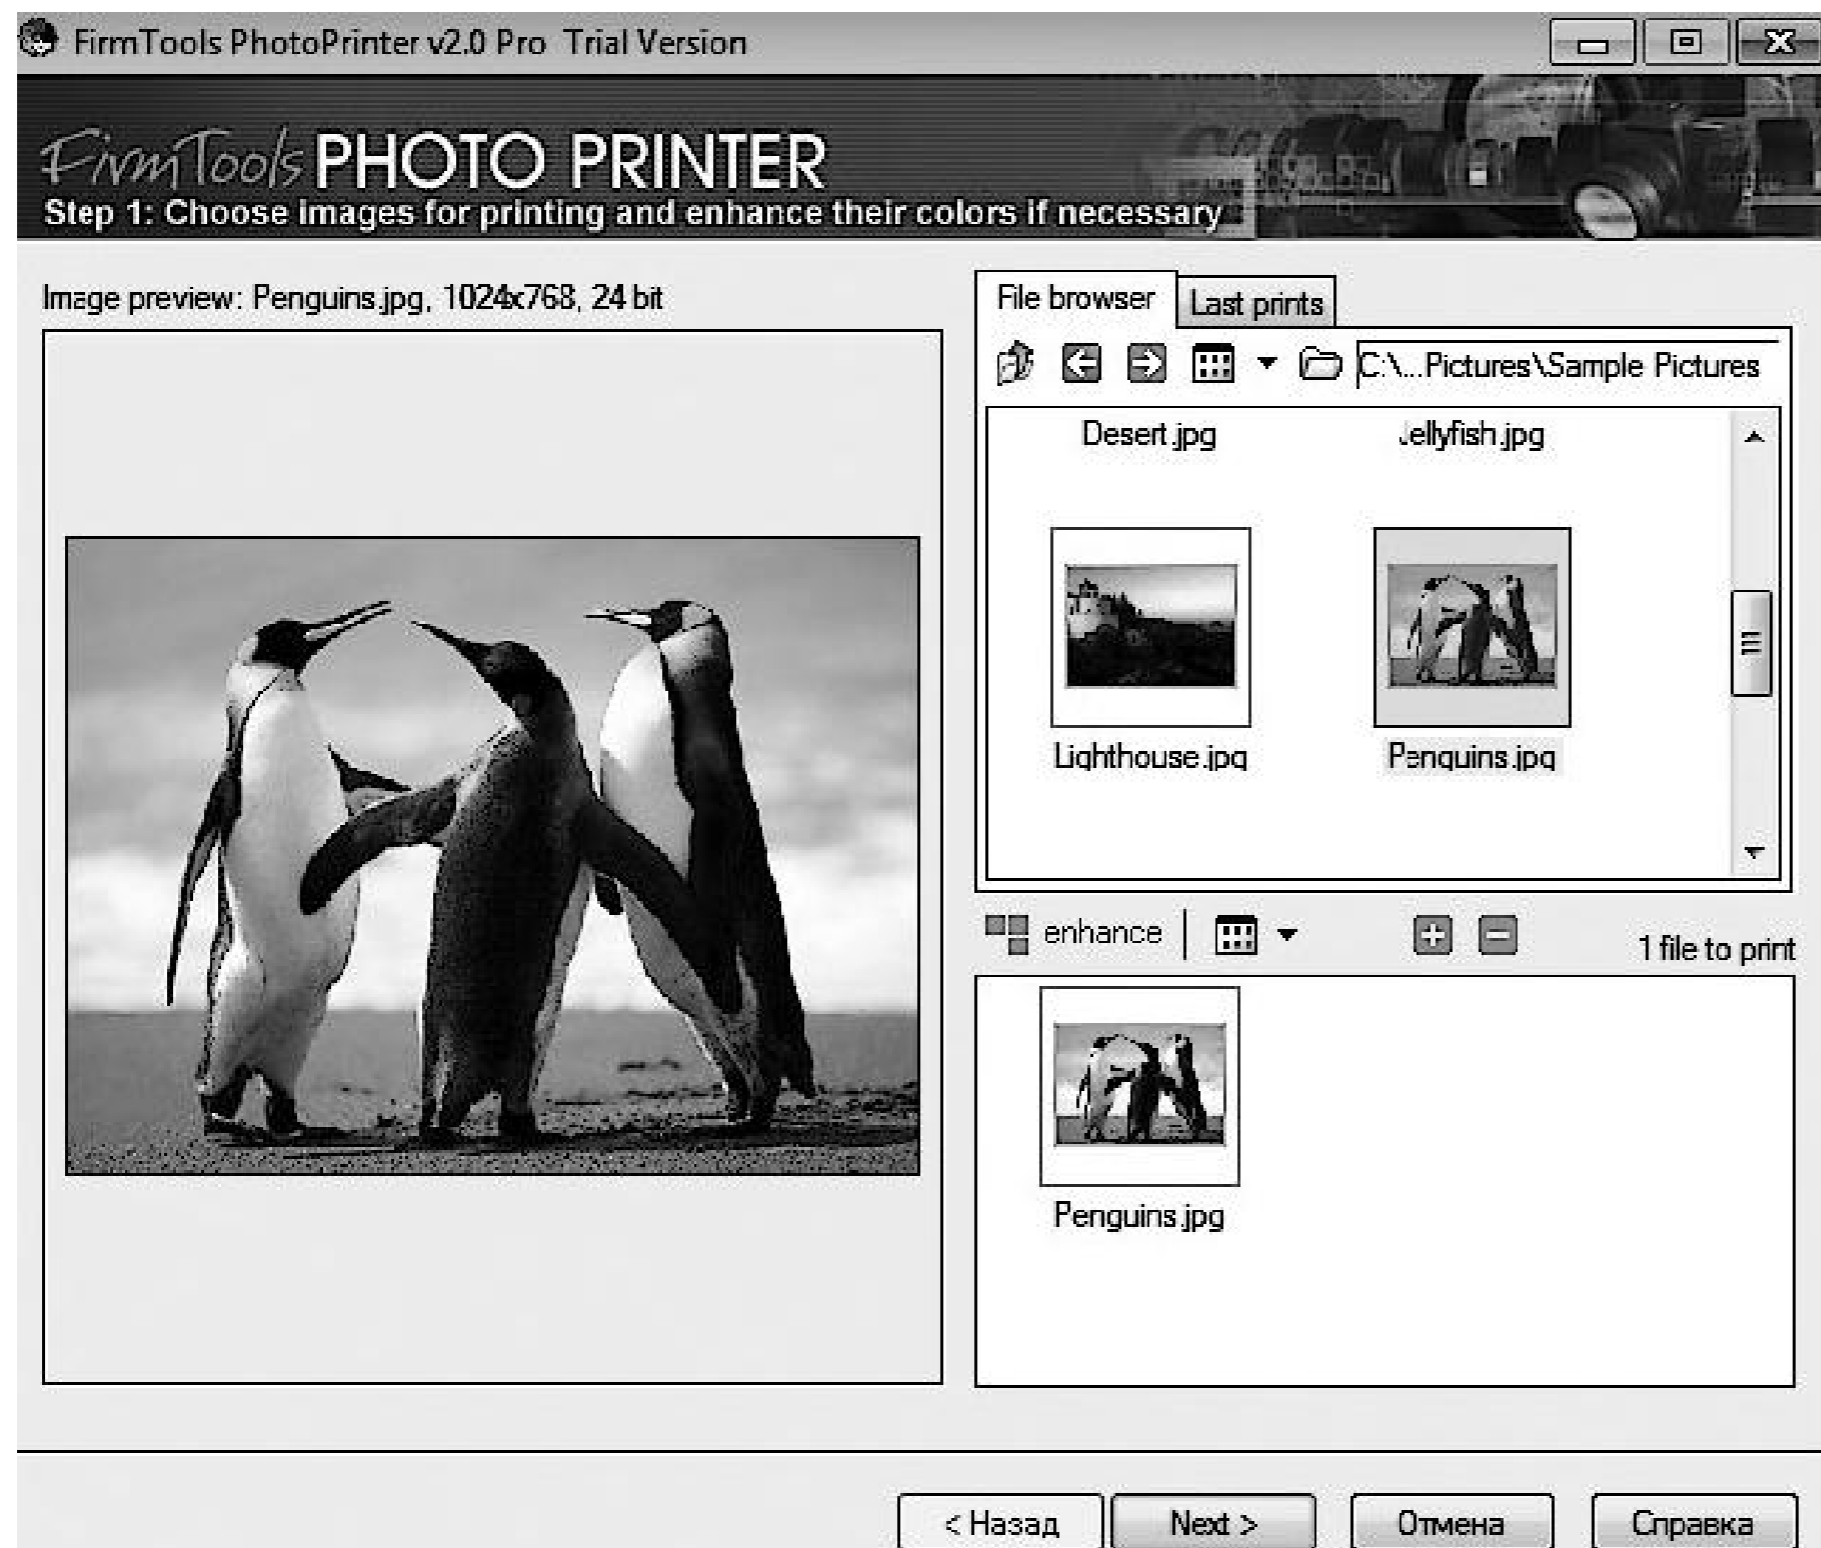 FirmTools PhotoPrinter v2.0 Pro Trial Version
FirmTools PHOTO PRINTER
Step 1: Choose images for printing and enhance their colors if necessary
Image preview: Penguins.jpg, 1024x768, 24 bit
File browser
Last prints
C:\...Pictures\Sample Pictures
Desert.jpg
Jellyfish.jpg
Lighthouse.jpg
Penguins.jpg
enhance
1 file to print
Penguins.jpg
< Назад
Next >
Отмена
Справка